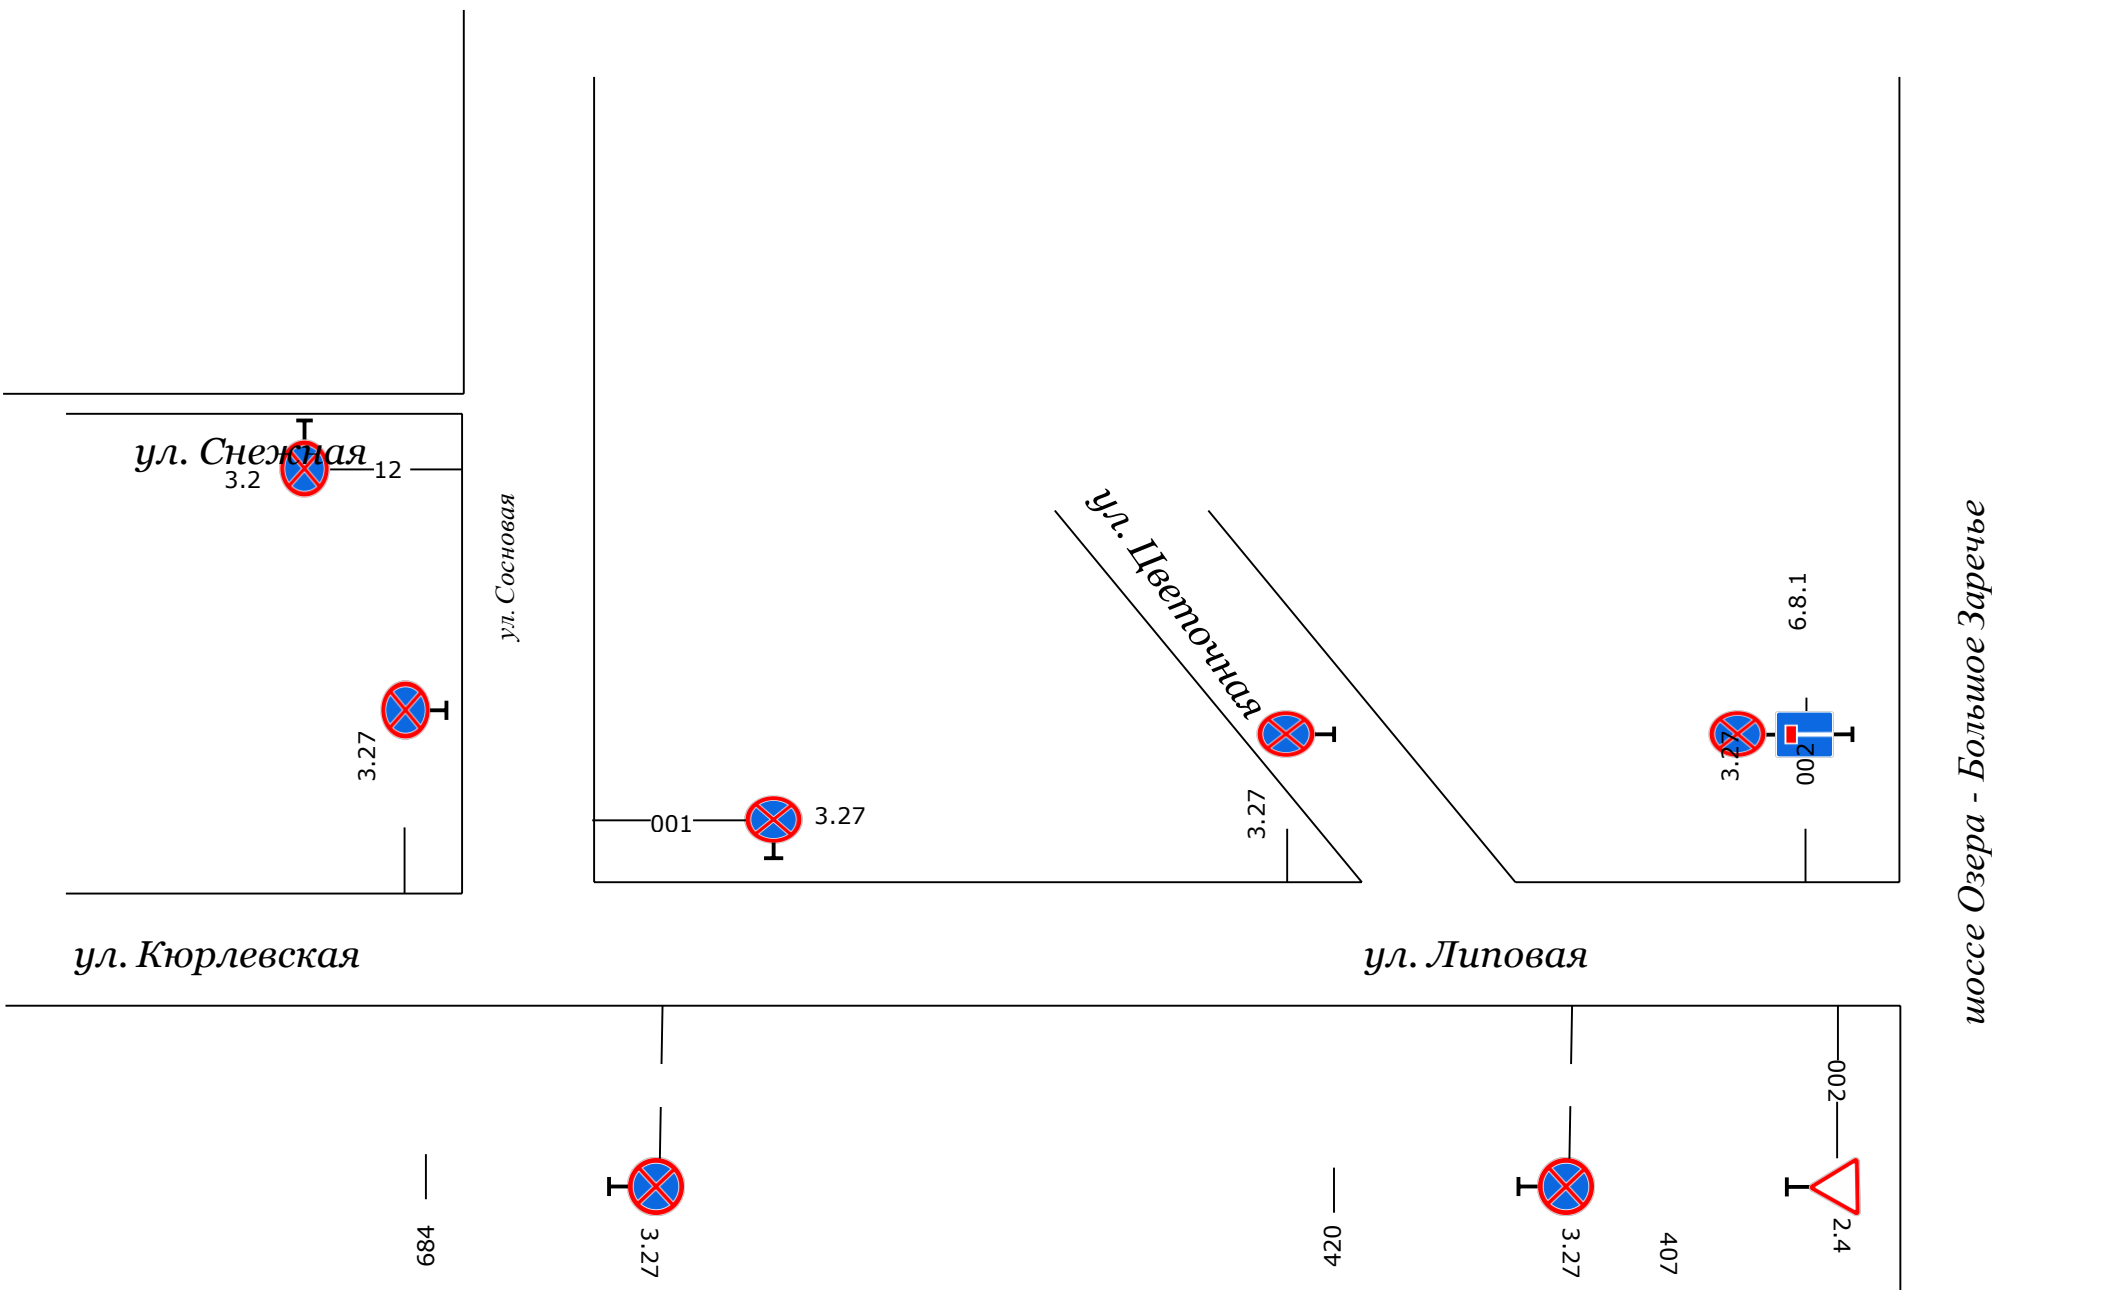 ул. Снежная
3.2
12
ул. Сосновая
ул. Цветочная
6.8.1
шоссе Озера - Большое Заречье
3.27
3.27
002
3.27
001
3.27
ул. Кюрлевская
ул. Липовая
002
684
3.27
420
3.27
407
2.4